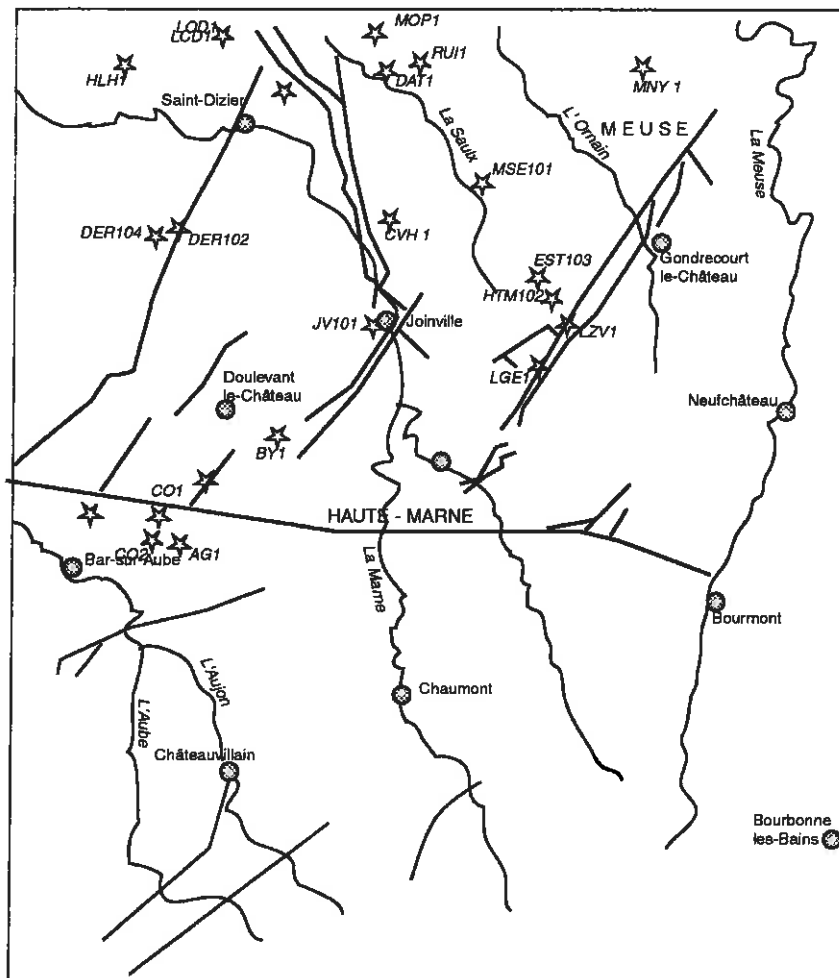 LOD1
LCD1
MOP1
RUI1
HLH1
DAT1
MNY 1
Saint-Dizier
La Saulx
L'Ornain
MEUSE
La Meuse
MSE101
DER104
DER102
CVH 1
EST103
Gondrecourt
le-Château
HTM102
JV101
Joinville
LZV1
LGE1
Doulevant
le-Château
Neufchâteau
BY1
CO1
HAUTE - MARNE
CO2
AG1
Bar-sur-Aube
La Marne
Bourmont
L'Aujon
L'Aube
Chaumont
Châteauvillain
Bourbonne
les-Bains